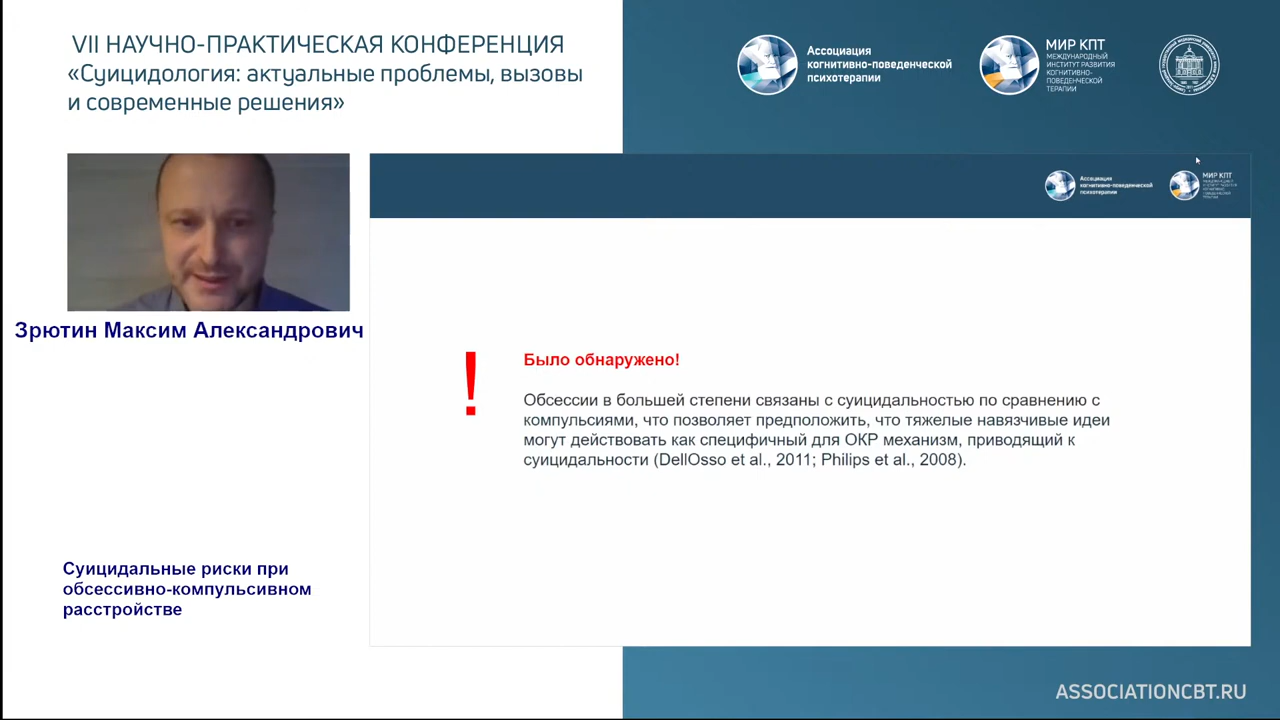 VII НАУЧНО-ПРАКТИЧЕСКАЯ КОНФЕРЕНЦИЯ
«Суицидология: актуальные проблемы, вызовы
и современные решения»
Ассоциация
когнитивно-поведенческой
психотерапии
МИР КПТ
МЕЖДУНАРОДНЫЙ
ИНСТИТУТ РАЗВИТИЯ
КОГНИТИВНО-
ПОВЕДЕНЧЕСКОЙ
ТЕРАПИИ
Ассоциация
когнитивно-поведенческой
психотерапии
МИР КПТ
Зрютин Максим Александрович
!
Было обнаружено!
Обсессии в большей степени связаны с суицидальностью по сравнению с
компульсиями, что позволяет предположить, что тяжелые навязчивые идеи
могут действовать как специфичный для ОКР механизм, приводящий к
суицидальности (DellOsso et al., 2011; Philips et al., 2008).
Суицидальные риски при
обсессивно-компульсивном
расстройстве
ASSOCIATIONCBT.RU